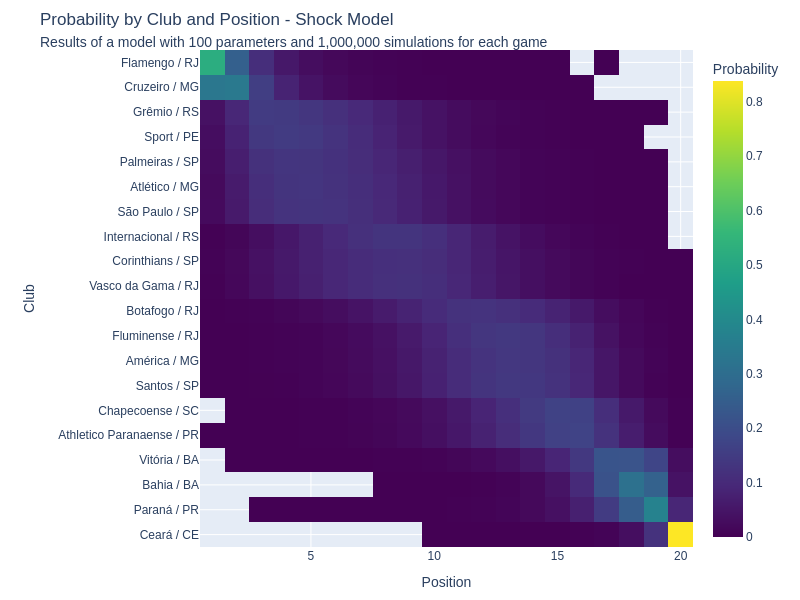 Probability by Club and Position - Shock Model
Results of a model with 100 parameters and 1,000,000 simulations for each game
Probability
Flamengo / RJ
Cruzeiro / MG
Grêmio / RS
Sport / PE
Palmeiras / SP
Atlético / MG
São Paulo / SP
Internacional / RS
Corinthians / SP
Vasco da Gama / RJ
Botafogo / RJ
Fluminense / RJ
América / MG
Santos / SP
Chapecoense / SC
Athletico Paranaense / PR
Vitória / BA
Bahia / BA
Paraná / PR
Ceará / CE
Club
5
10
15
20
Position
0.8
0.7
0.6
0.5
0.4
0.3
0.2
0.1
0